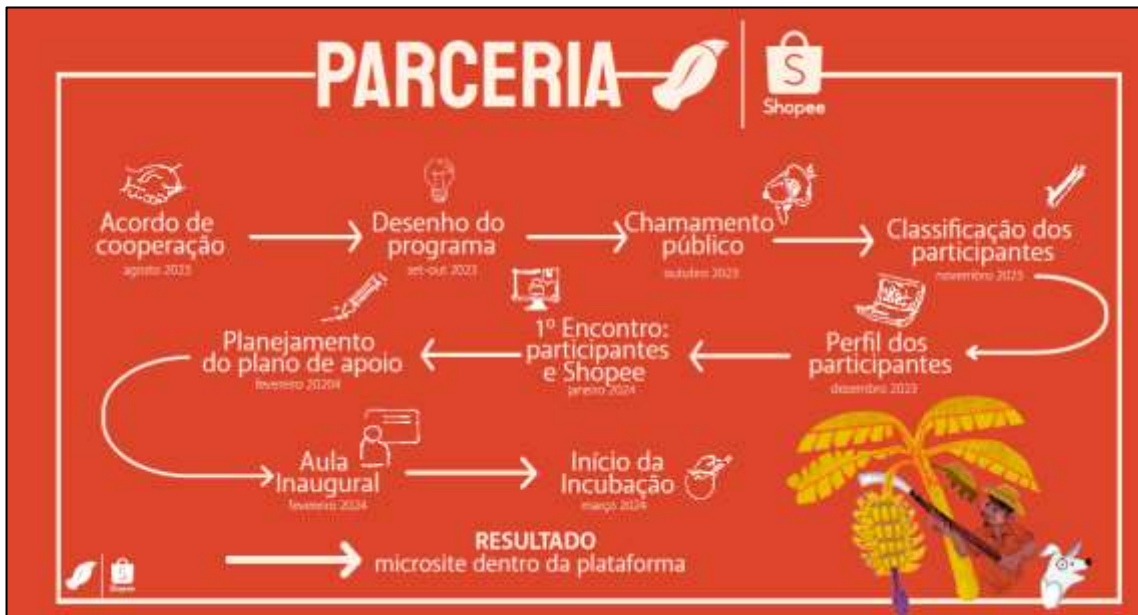 PARCERIA
S
Shopee
Acordo de
cooperação
agosto 2023
Desenho do
programa
set-out 2023
Chamamento
público
outubro 2023
Classificação dos
participantes
novembro 2023
Perfil dos
participantes
dezembro 2023
1º Encontro:
participantes
e Shopee
janeiro 2024
Planejamento
do plano de apoio
fevereiro 20204
Aula
Inaugural
fevereiro 2024
Início da
Incubação
março 2024
RESULTADO
microsite dentro da plataforma
S
Shopee